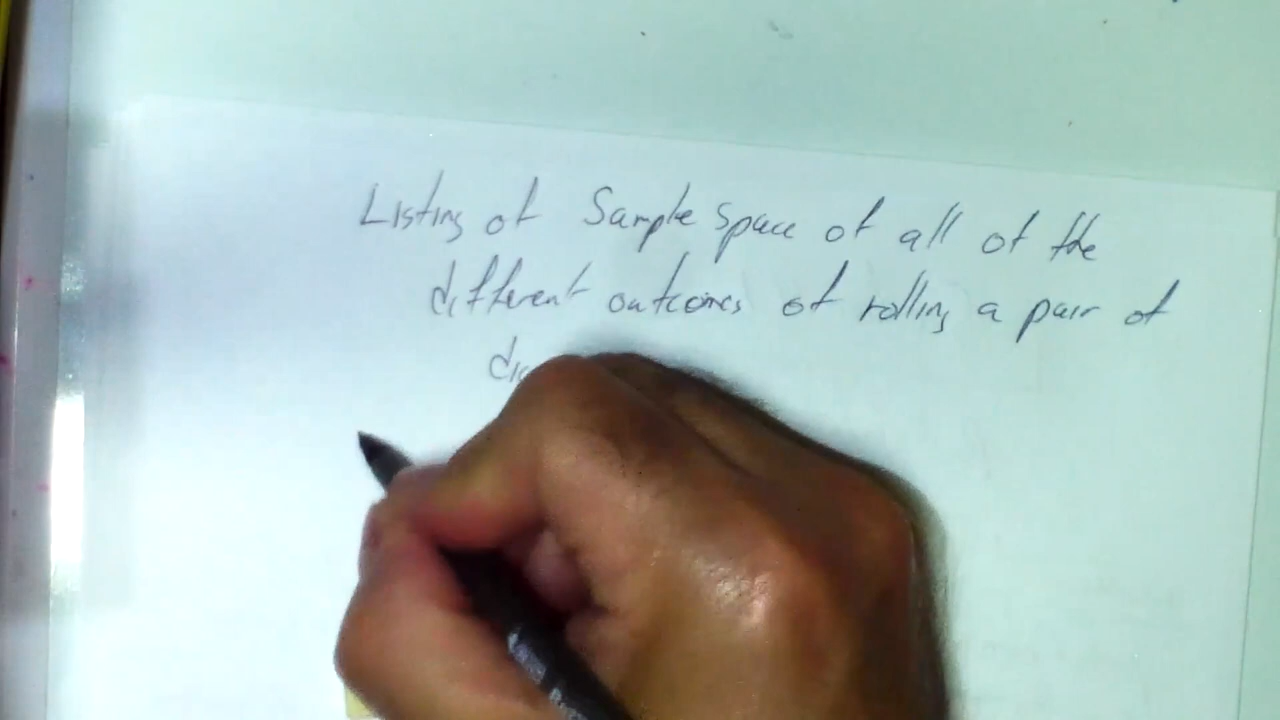 Listing of Sample Space of all of the
different outcomes of rolling a pair of